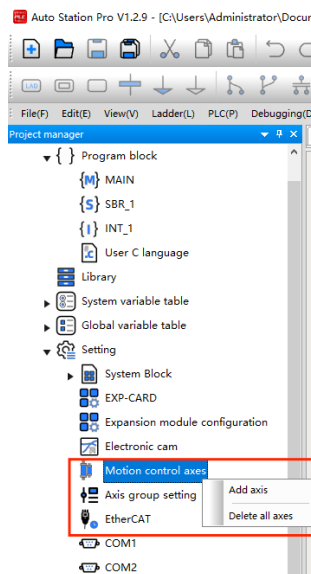 PLC Auto Station Pro V1.2.9 - [C:\Users\Administrator\Docu
LAB
File(F) Edit(E) View(V) Ladder(L) PLC(P) Debugging(D
Project manager
{ } Program block
{M} MAIN
{S} SBR_1
{I} INT_1
.c User C language
Library
System variable table
Global variable table
Setting
System Block
EXP-CARD
Expansion module configuration
Electronic cam
Motion control axes
Add axis
Axis group setting
Delete all axes
EtherCAT
COM1
COM2